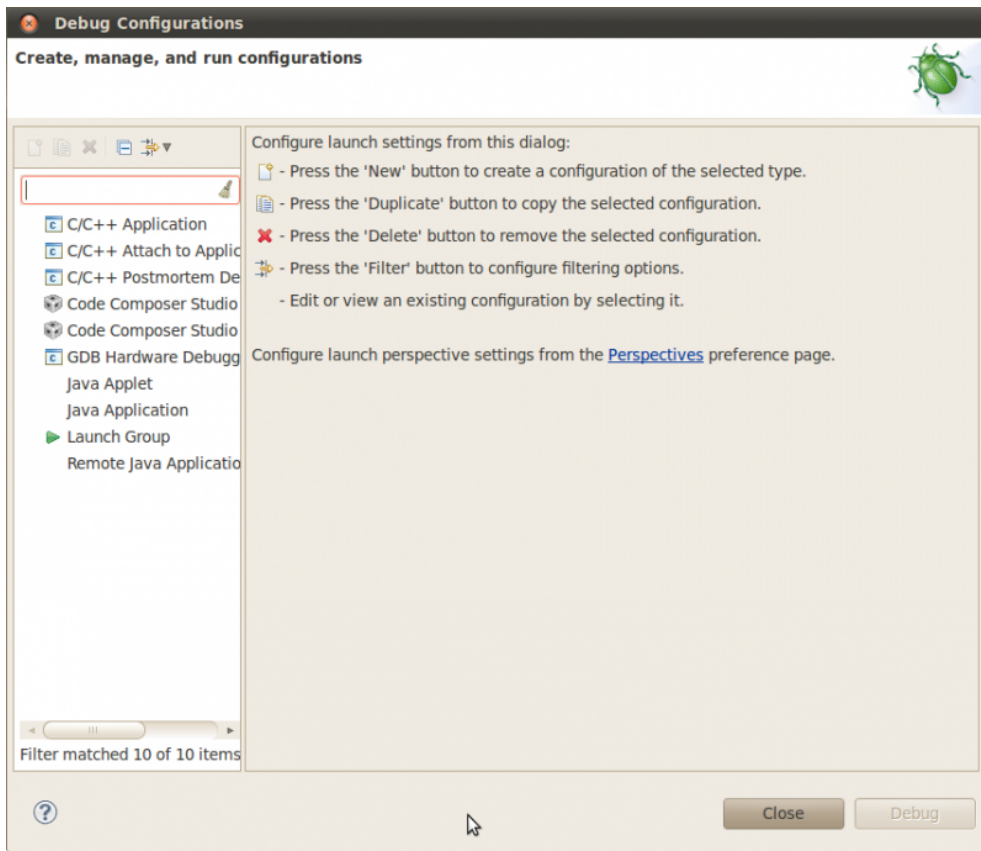 Debug Configurations
Create, manage, and run configurations
C/C++ Application
C/C++ Attach to Applic
C/C++ Postmortem De
Code Composer Studio
Code Composer Studio
GDB Hardware Debugg
Java Applet
Java Application
Launch Group
Remote Java Applicatio
Filter matched 10 of 10 items
Configure launch settings from this dialog:
- Press the 'New' button to create a configuration of the selected type.
- Press the 'Duplicate' button to copy the selected configuration.
- Press the 'Delete' button to remove the selected configuration.
- Press the 'Filter' button to configure filtering options.
- Edit or view an existing configuration by selecting it.
Configure launch perspective settings from the Perspectives preference page.
Close
Debug